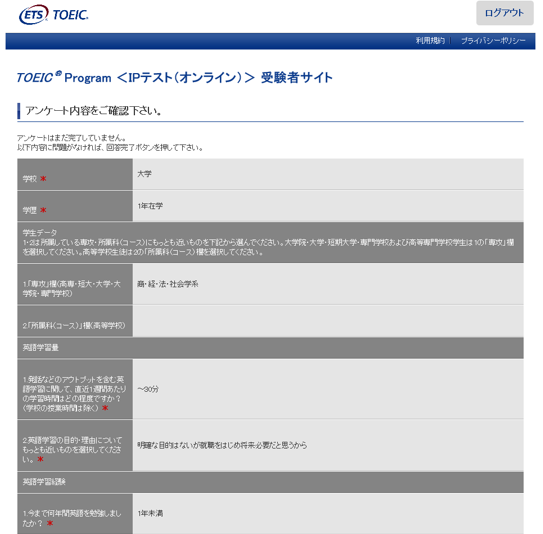 ETS TOEIC.
ログアウト
利用規約 プライバシーポリシー
TOEIC® Program ＜IPテスト（オンライン）＞ 受験者サイト
アンケート内容をご確認下さい。
アンケートはまだ完了していません。
以下内容に問題がなければ、回答完了ボタンを押して下さい。
学校 ＊
大学
学歴 ＊
1年在学
学生データ
1・2は所属している専攻・所属科（コース）にもっとも近いものを下記から選んでください。大学院・大学・短期大学・専門学校および高等専門学校学生は1の「専攻」欄
を選択してください。高等学校生徒は2の「所属科（コース）欄を選択してください。
1.「専攻」欄（高専・短大・大学・大
学院・専門学校）
商・経・法・社会学系
2.「所属科（コース）」欄（高等学校）
英語学習量
1.発話などのアウトプットを含む英
語学習に関して、直近1週間あたり
の学習時間はどの程度ですか？
（学校の授業時間は除く） ＊
～30分
2.英語学習の目的・理由について
もっとも近いものを選択してくださ
い。 ＊
明確な目的はないが就職をはじめ将来必要だと思うから
英語学習経験
1.今まで何年間英語を勉強しまし
たか？ ＊
1年未満